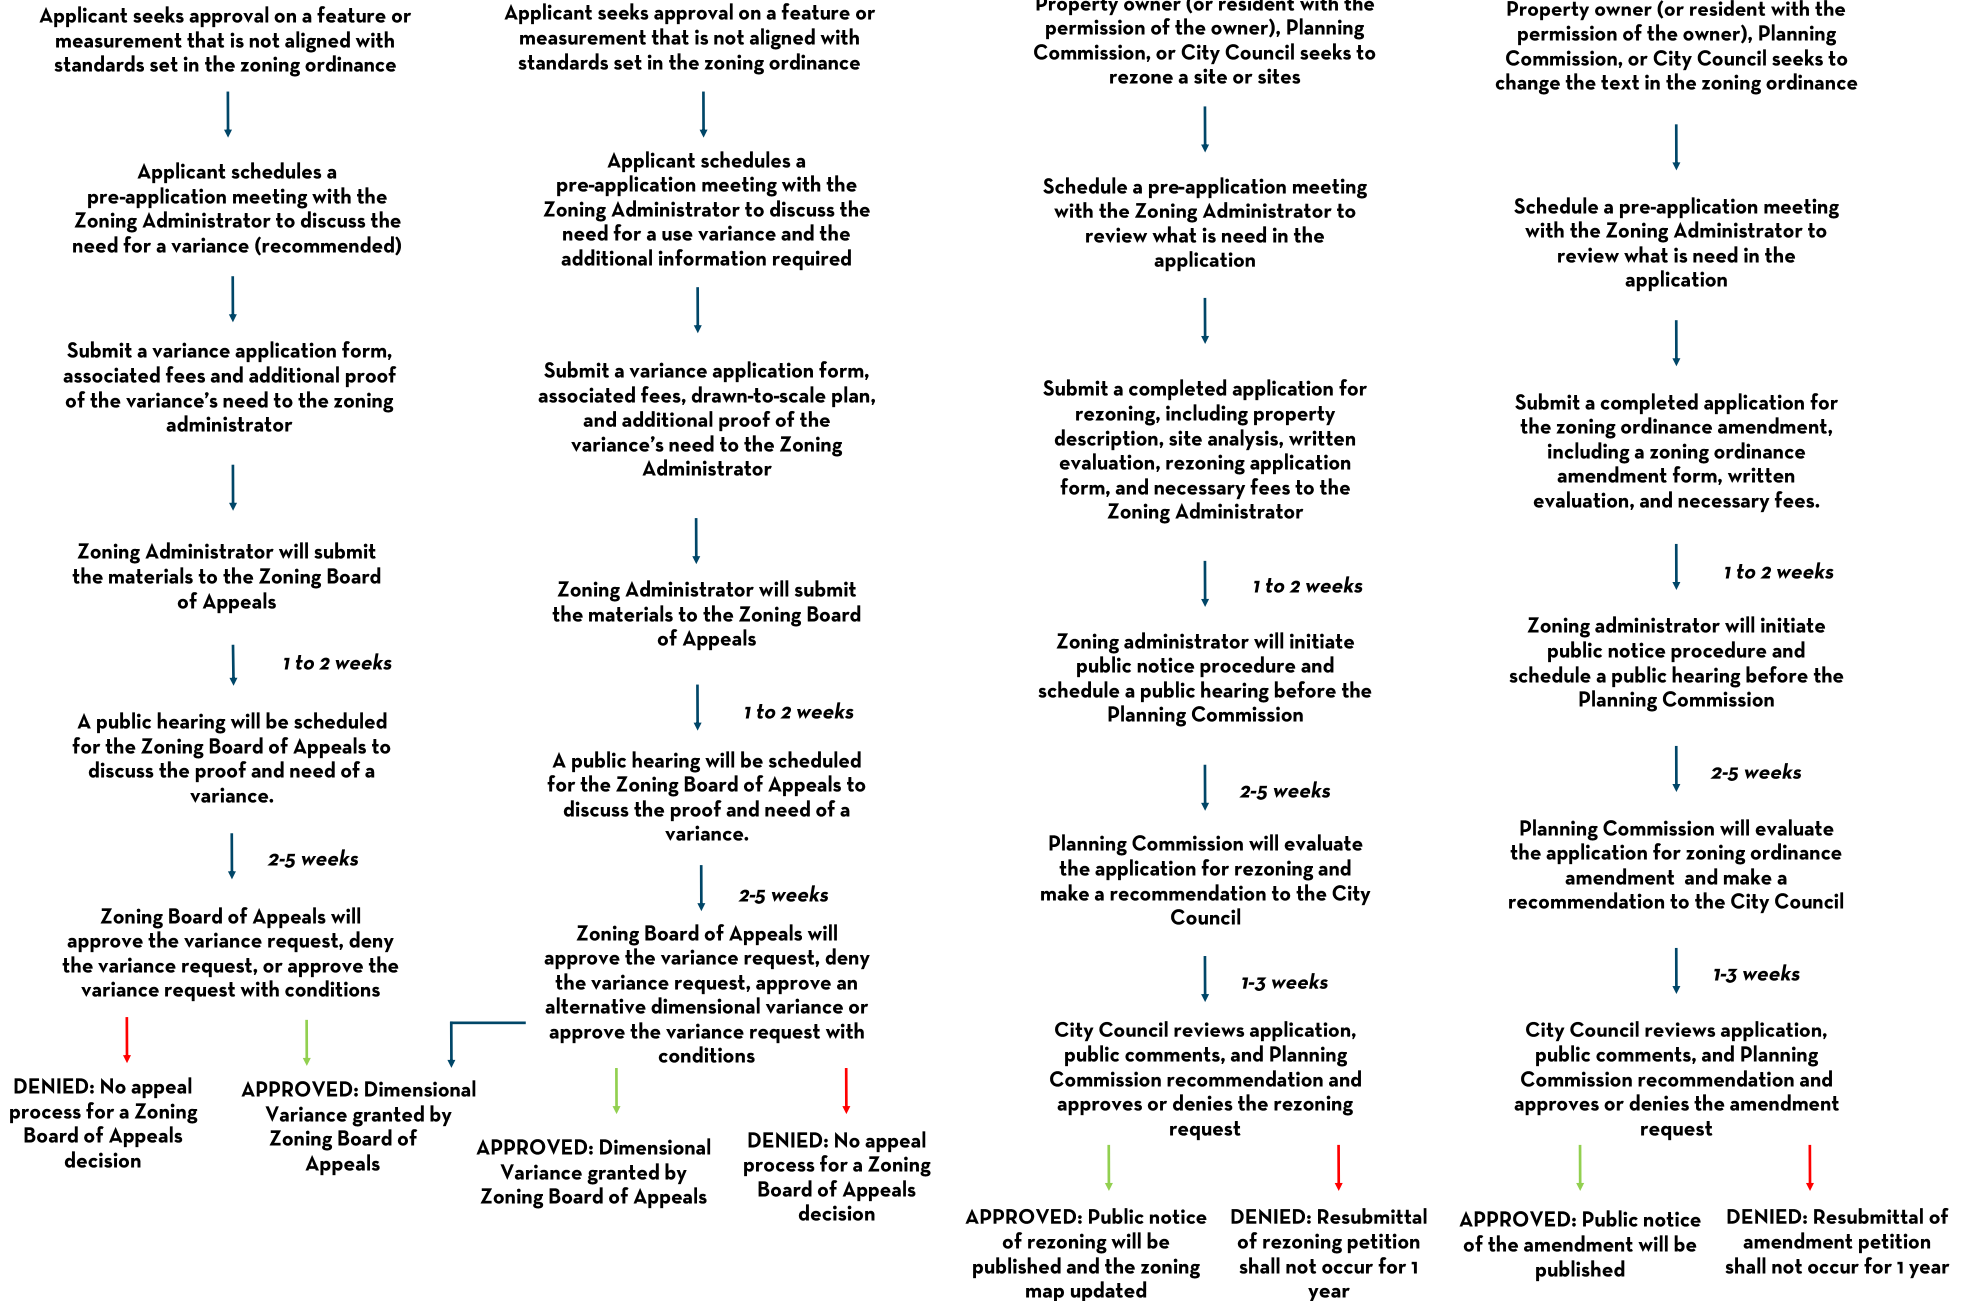 Applicant seeks approval on a feature or
measurement that is not aligned with
standards set in the zoning ordinance
Applicant schedules a
pre-application meeting with the
Zoning Administrator to discuss the
need for a variance (recommended)
Submit a variance application form,
associated fees and additional proof
of the variance's need to the zoning
administrator
Zoning Administrator will submit
the materials to the Zoning Board
of Appeals
1 to 2 weeks
A public hearing will be scheduled
for the Zoning Board of Appeals to
discuss the proof and need of a
variance.
2-5 weeks
Zoning Board of Appeals will
approve the variance request, deny
the variance request, or approve the
variance request with conditions
DENIED: No appeal
process for a Zoning
Board of Appeals
decision
APPROVED: Dimensional
Variance granted by
Zoning Board of
Appeals
Applicant seeks approval on a feature or
measurement that is not aligned with
standards set in the zoning ordinance
Applicant schedules a
pre-application meeting with the
Zoning Administrator to discuss the
need for a use variance and the
additional information required
Submit a variance application form,
associated fees, drawn-to-scale plan,
and additional proof of the
variance's need to the Zoning
Administrator
Zoning Administrator will submit
the materials to the Zoning Board
of Appeals
1 to 2 weeks
A public hearing will be scheduled
for the Zoning Board of Appeals to
discuss the proof and need of a
variance.
2-5 weeks
Zoning Board of Appeals will
approve the variance request, deny
the variance request, approve an
alternative dimensional variance or
approve the variance request with
conditions
APPROVED: Dimensional
Variance granted by
Zoning Board of Appeals
DENIED: No appeal
process for a Zoning
Board of Appeals
decision
Property owner (or resident with the
permission of the owner), Planning
Commission, or City Council seeks to
rezone a site or sites
Schedule a pre-application meeting
with the Zoning Administrator to
review what is need in the
application
Submit a completed application for
rezoning, including property
description, site analysis, written
evaluation, rezoning application
form, and necessary fees to the
Zoning Administrator
1 to 2 weeks
Zoning administrator will initiate
public notice procedure and
schedule a public hearing before the
Planning Commission
2-5 weeks
Planning Commission will evaluate
the application for rezoning and
make a recommendation to the City
Council
1-3 weeks
City Council reviews application,
public comments, and Planning
Commission recommendation and
approves or denies the rezoning
request
APPROVED: Public notice
of rezoning will be
published and the zoning
map updated
DENIED: Resubmittal
of rezoning petition
shall not occur for 1
year
Property owner (or resident with the
permission of the owner), Planning
Commission, or City Council seeks to
change the text in the zoning ordinance
Schedule a pre-application meeting
with the Zoning Administrator to
review what is need in the
application
Submit a completed application for
the zoning ordinance amendment,
including a zoning ordinance
amendment form, written
evaluation, and necessary fees.
1 to 2 weeks
Zoning administrator will initiate
public notice procedure and
schedule a public hearing before the
Planning Commission
2-5 weeks
Planning Commission will evaluate
the application for zoning ordinance
amendment and make a
recommendation to the City Council
1-3 weeks
City Council reviews application,
public comments, and Planning
Commission recommendation and
approves or denies the amendment
request
APPROVED: Public notice
of the amendment will be
published
DENIED: Resubmittal of
amendment petition
shall not occur for 1 year